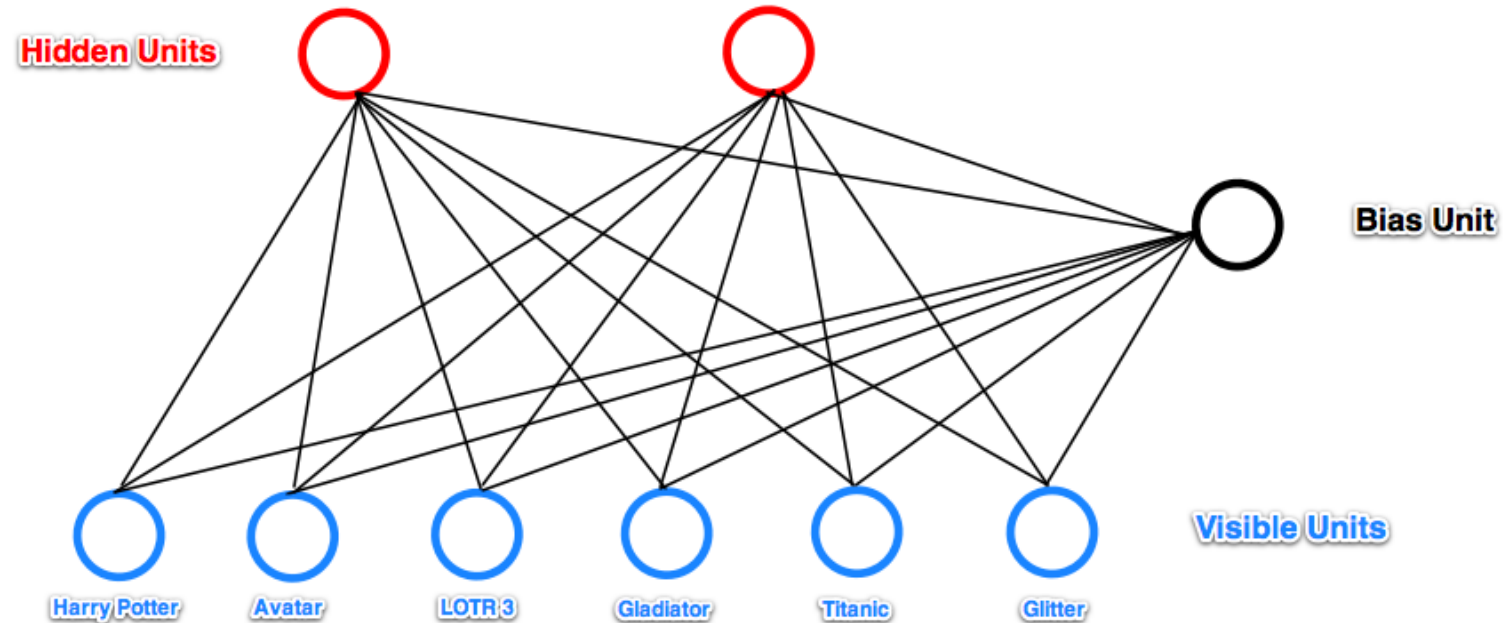 Hidden Units
Bias Unit
Visible Units
Harry Potter
Avatar
LOTR 3
Gladiator
Titanic
Glitter